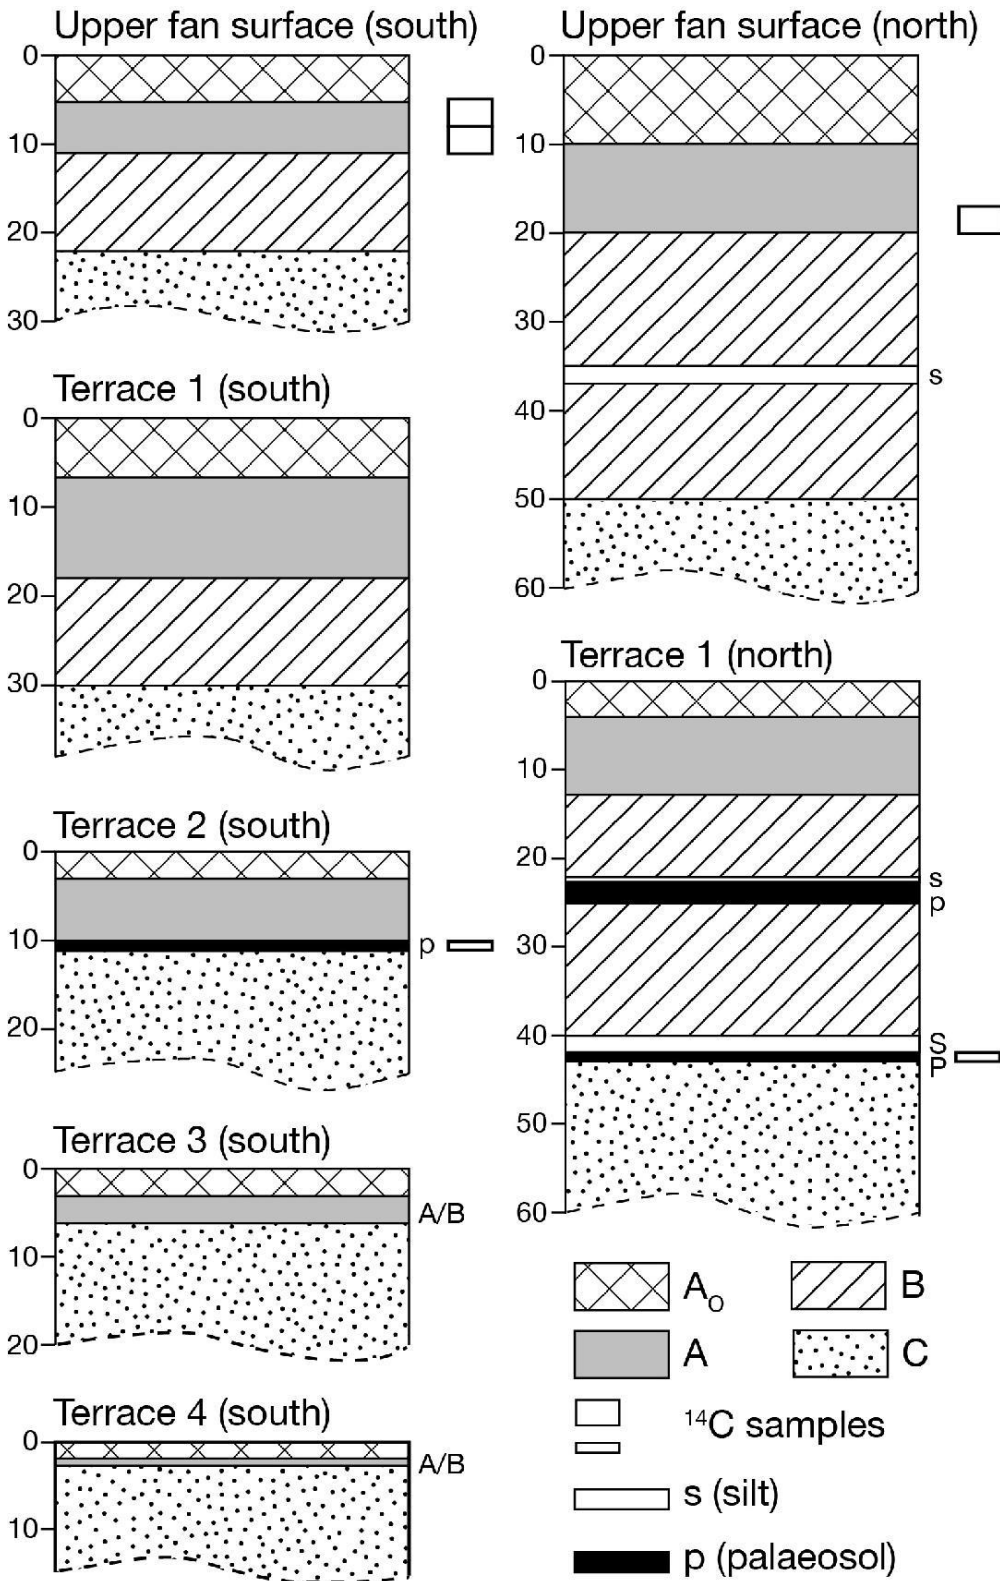 Upper fan surface (south)
0
10
20
30
Terrace 1 (south)
0
10
20
30
Terrace 2 (south)
0
10
p
20
Terrace 3 (south)
0
A/B
10
20
Terrace 4 (south)
0
A/B
10
Upper fan surface (north)
0
10
20
30
s
40
50
60
Terrace 1 (north)
0
10
20
s
p
30
40
s
p
50
60
Ao B
A C
14C samples
s (silt)
p (palaeosol)